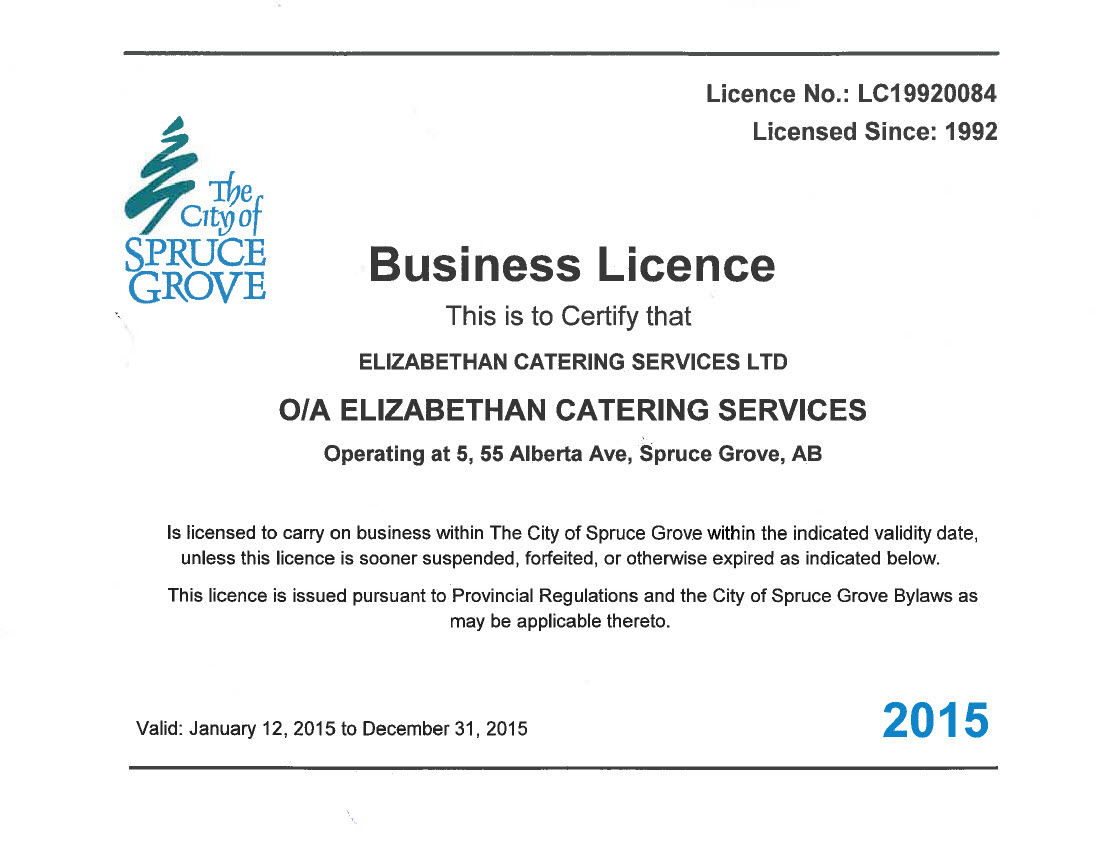 Licence No.: LC19920084
Licensed Since: 1992
The
City of
SPRUCE
GROVE
Business Licence
This is to Certify that
ELIZABETHAN CATERING SERVICES LTD
O/A ELIZABETHAN CATERING SERVICES
Operating at 5, 55 Alberta Ave, Spruce Grove, AB
Is licensed to carry on business within The City of Spruce Grove within the indicated validity date,
unless this licence is sooner suspended, forfeited, or otherwise expired as indicated below.
This licence is issued pursuant to Provincial Regulations and the City of Spruce Grove Bylaws as
may be applicable thereto.
Valid: January 12, 2015 to December 31, 2015
2015